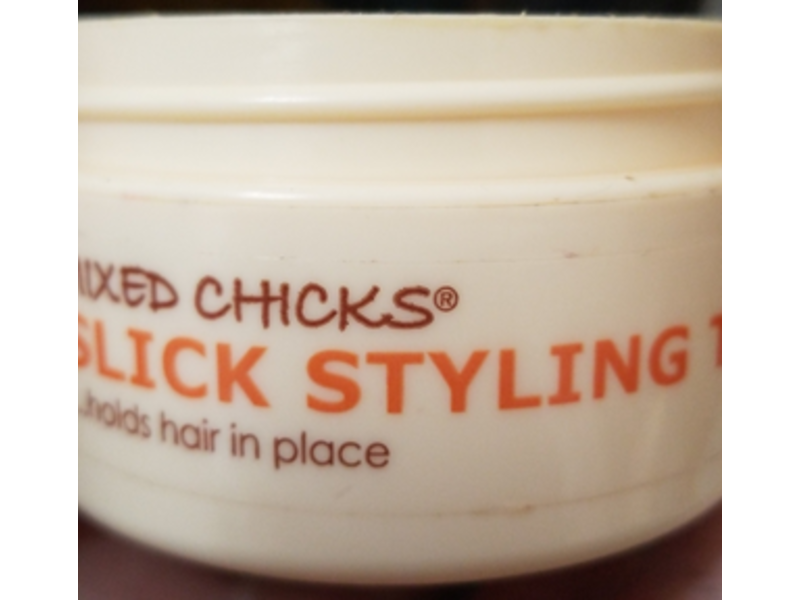 MIXED CHICKS®
SLICK STYLING T
...holds hair in place